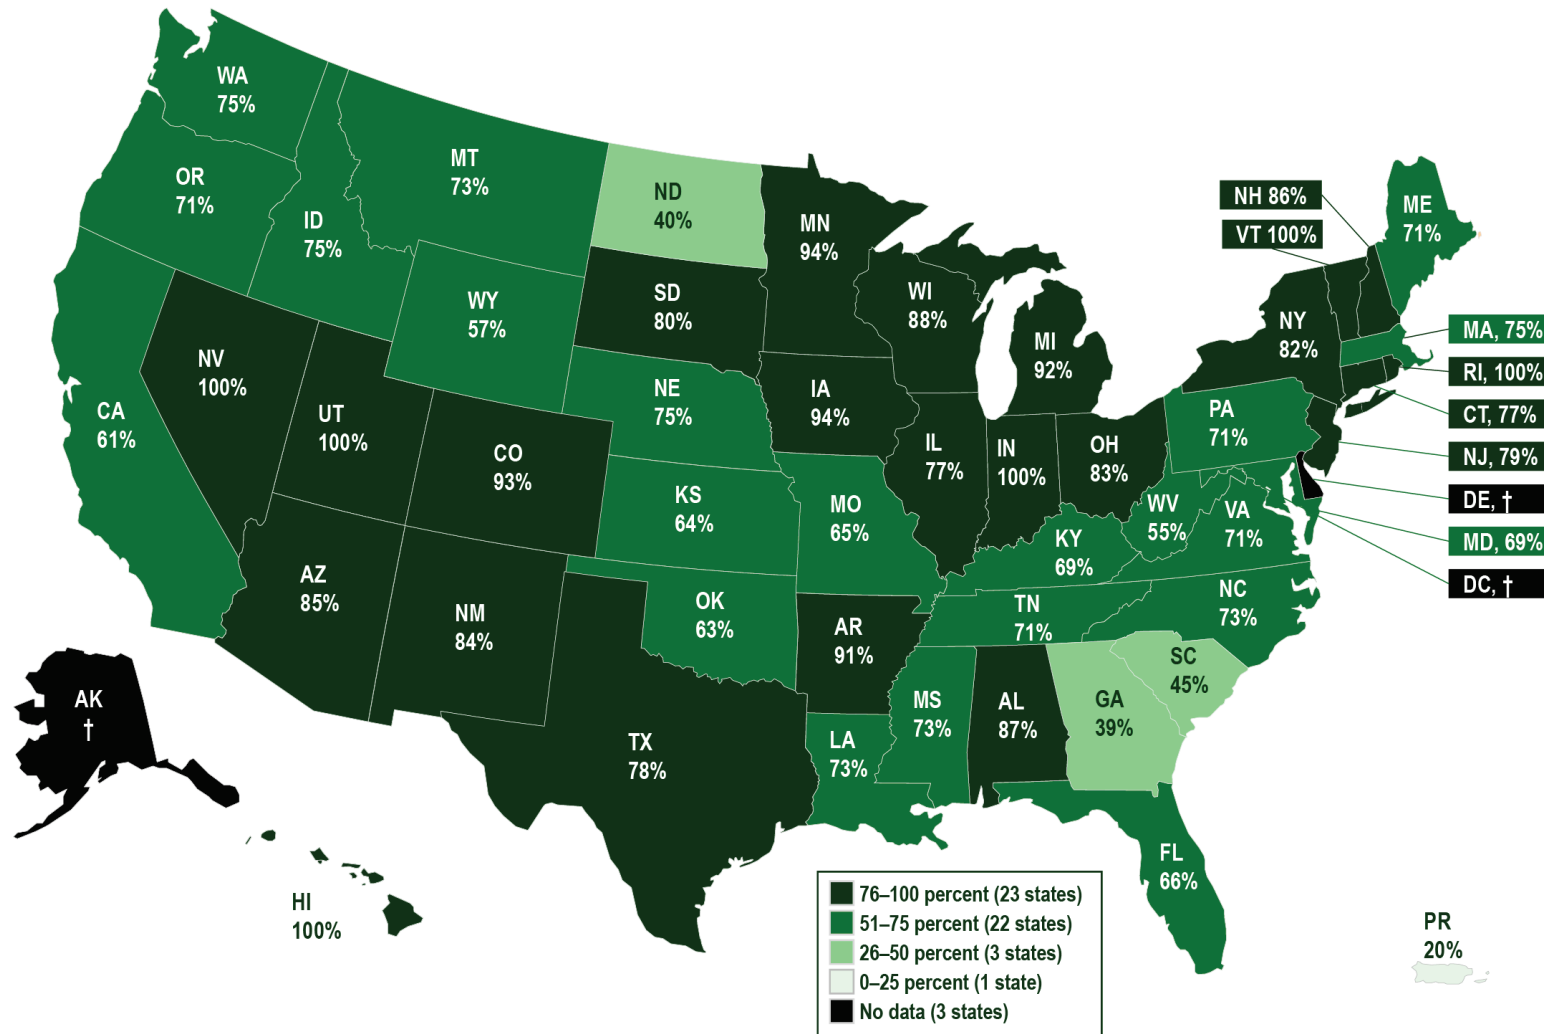 WA
75%
OR
71%
ID
75%
MT
73%
ND
40%
MN
94%
NH 86%
VT 100%
ME
71%
WY
57%
SD
80%
WI
88%
MI
92%
NY
82%
MA, 75%
RI, 100%
CT, 77%
NJ, 79%
DE, †
MD, 69%
DC, †
NV
100%
UT
100%
CA
61%
CO
93%
NE
75%
IA
94%
IL
77%
IN
100%
OH
83%
PA
71%
KS
64%
MO
65%
KY
69%
WV
55%
VA
71%
AZ
85%
NM
84%
OK
63%
AR
91%
TN
71%
NC
73%
SC
45%
MS
73%
AL
87%
GA
39%
AK
†
TX
78%
LA
73%
FL
66%
HI
100%
PR
20%
76–100 percent (23 states)
51–75 percent (22 states)
26–50 percent (3 states)
0–25 percent (1 state)
No data (3 states)